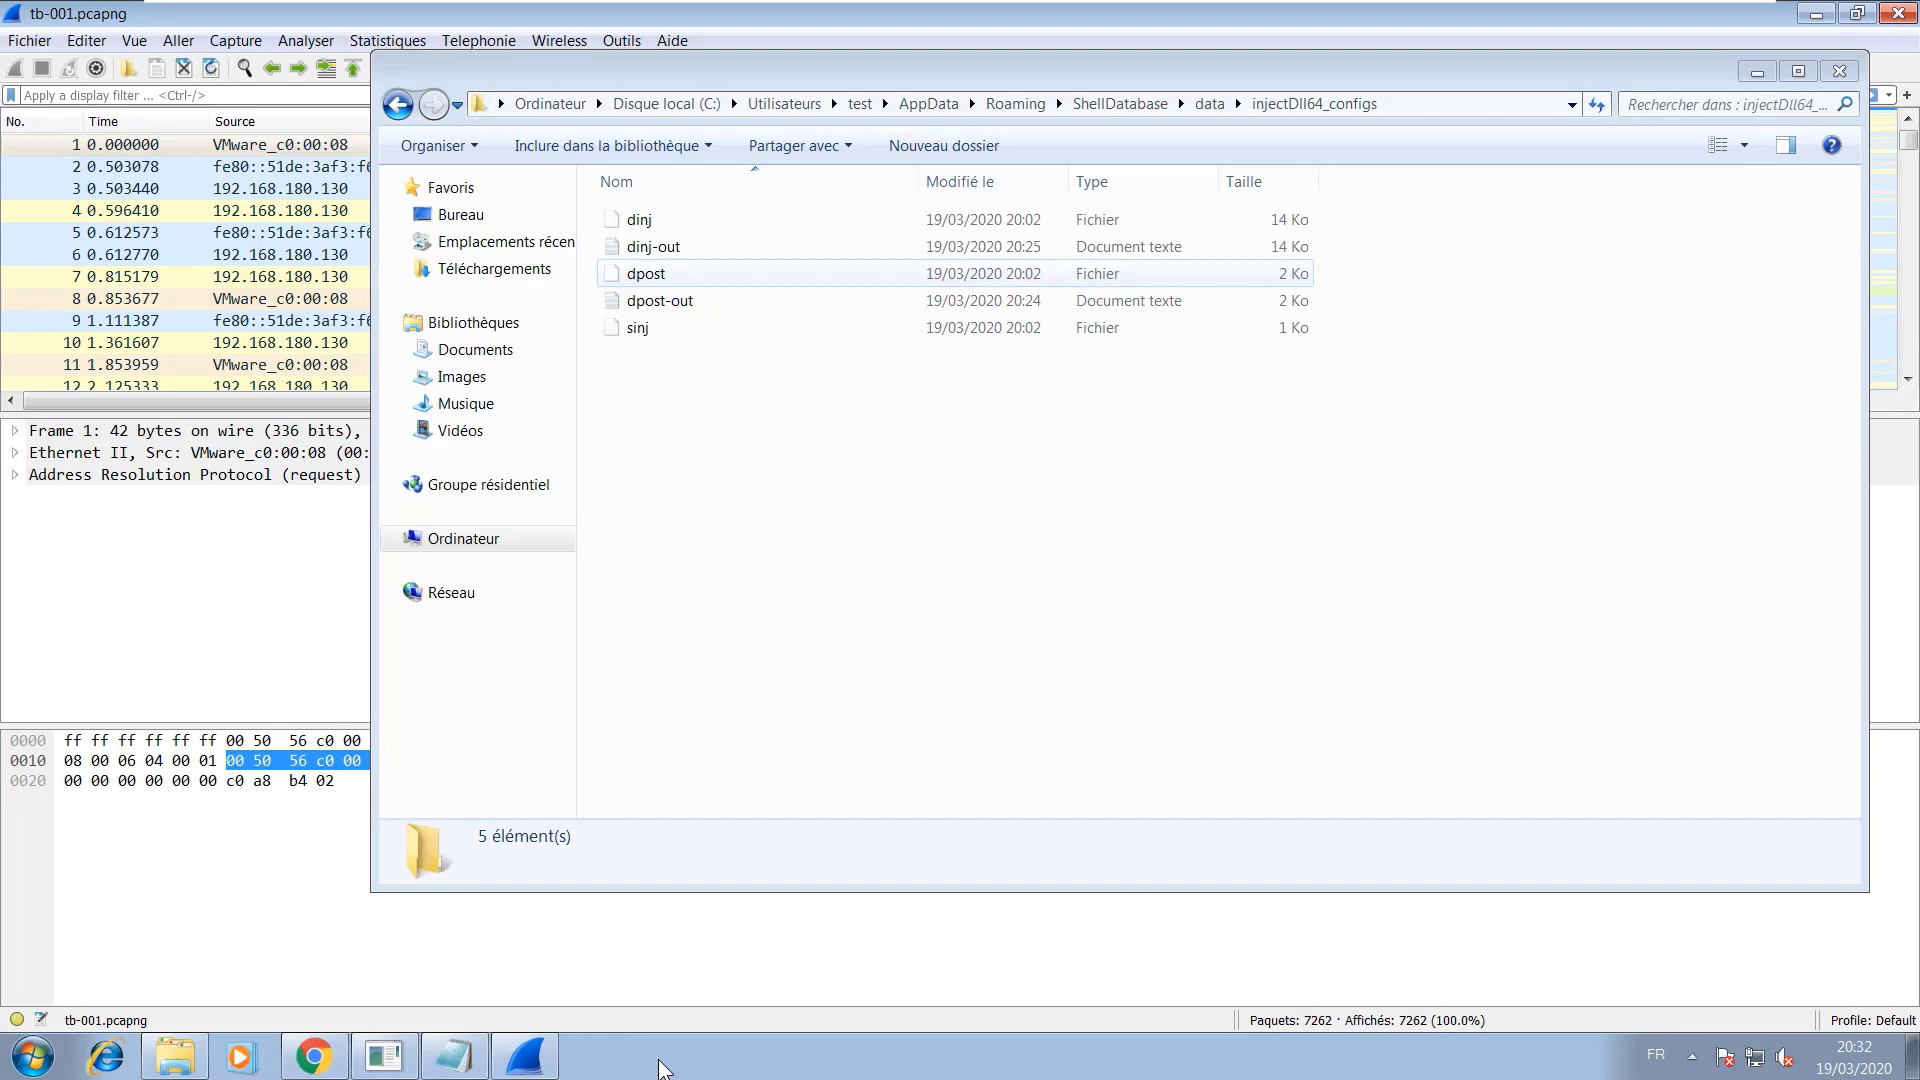 tb-001.pcapng
Fichier Editer Vue Aller Capture Analyser Statistiques Telephonie Wireless Outils Aide
Apply a display filter ... <Ctrl-/>
No. Time Source
1 0.000000 VMware_c0:00:08
2 0.503078 fe80::51de:3af3:f6
3 0.503440 192.168.180.130
4 0.596410 192.168.180.130
5 0.612573 fe80::51de:3af3:f6
6 0.612770 192.168.180.130
7 0.815179 192.168.180.130
8 0.853677 VMware_c0:00:08
9 1.111387 fe80::51de:3af3:f6
10 1.361607 192.168.180.130
11 1.853959 VMware_c0:00:08
12 2.125333 192.168.180.130
Frame 1: 42 bytes on wire (336 bits),
Ethernet II, Src: VMware_c0:00:08 (00:
Address Resolution Protocol (request)
0000 ff ff ff ff ff ff 00 50 56 c0 00
0010 08 00 06 04 00 01 00 50 56 c0 00
0020 00 00 00 00 00 00 c0 a8 b4 02
Ordinateur Disque local (C:) Utilisateurs test AppData Roaming ShellDatabase data injectDll64_configs
Rechercher dans : injectDll64_...
Organiser Inclure dans la bibliothèque Partager avec Nouveau dossier
Favoris
Bureau
Emplacements récen
Téléchargements
Bibliothèques
Documents
Images
Musique
Vidéos
Groupe résidentiel
Ordinateur
Réseau
Nom Modifié le Type Taille
dinj 19/03/2020 20:02 Fichier 14 Ko
dinj-out 19/03/2020 20:25 Document texte 14 Ko
dpost 19/03/2020 20:02 Fichier 2 Ko
dpost-out 19/03/2020 20:24 Document texte 2 Ko
sinj 19/03/2020 20:02 Fichier 1 Ko
5 élément(s)
tb-001.pcapng
Paquets: 7262 · Affichés: 7262 (100.0%)
Profile: Default
FR
20:32
19/03/2020